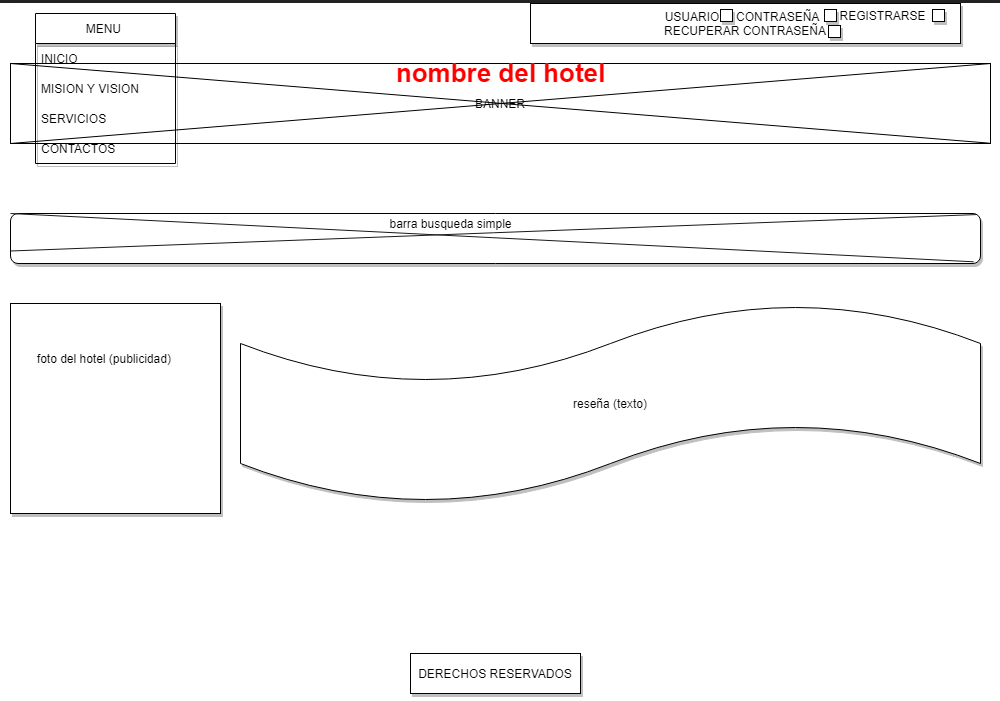 MENU
USUARIO CONTRASEÑA REGISTRARSE
RECUPERAR CONTRASEÑA
INICIO
nombre del hotel
MISION Y VISION
BANNER
SERVICIOS
CONTACTOS
barra busqueda simple
foto del hotel (publicidad)
reseña (texto)
DERECHOS RESERVADOS